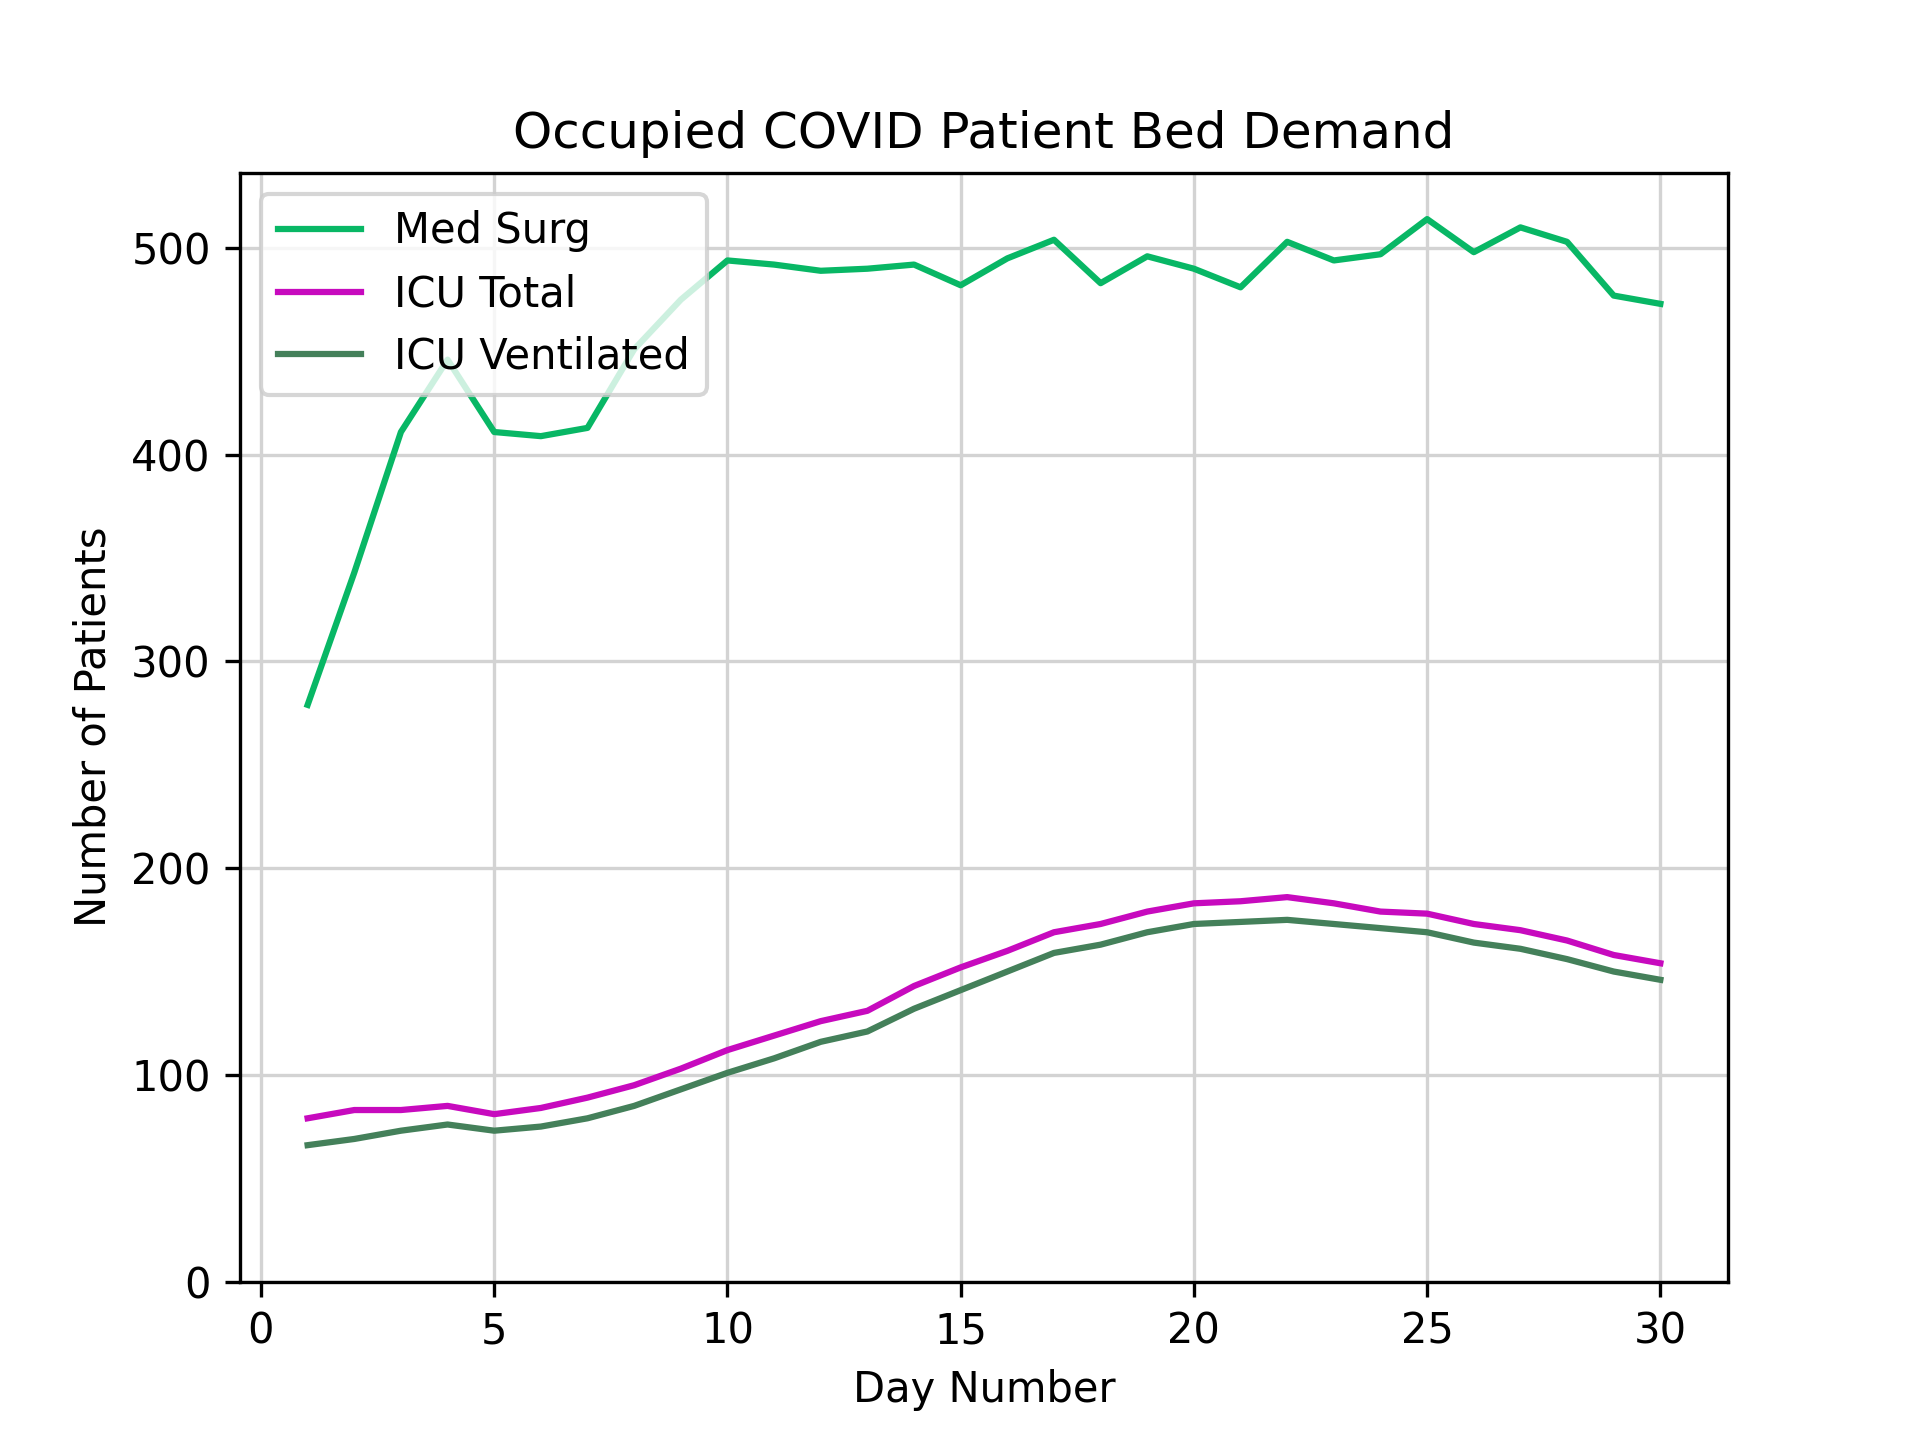 Occupied COVID Patient Bed Demand
Med Surg
ICU Total
ICU Ventilated
500
400
300
200
100
0
Number of Patients
0 5 10 15 20 25 30
Day Number